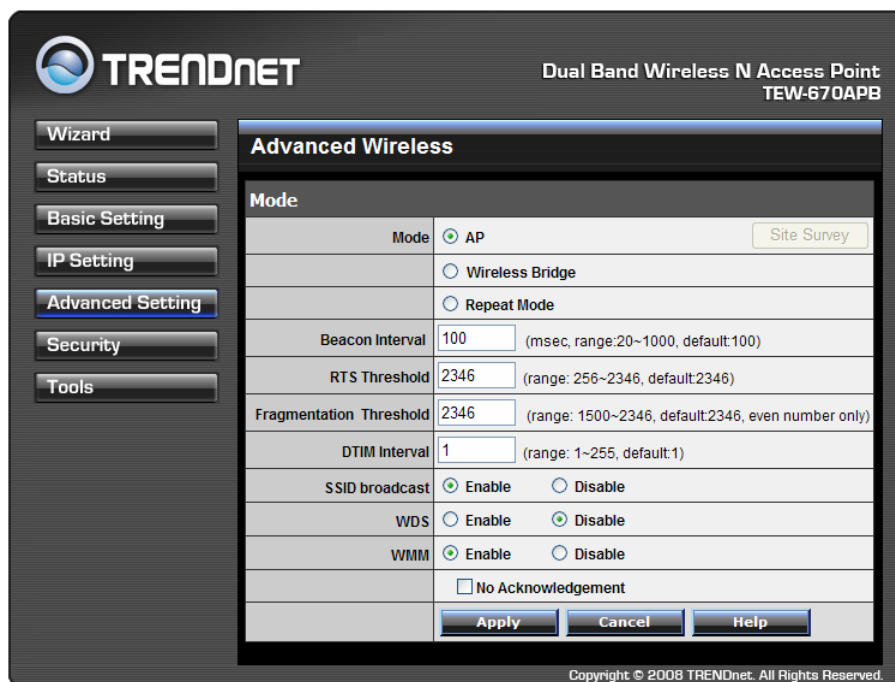 TRENDNET
Dual Band Wireless N Access Point
TEW-670APB
Wizard
Status
Basic Setting
IP Setting
Advanced Setting
Security
Tools
Advanced Wireless
Mode
Mode AP Site Survey
Wireless Bridge
Repeat Mode
Beacon Interval 100 (msec, range:20~1000, default:100)
RTS Threshold 2346 (range: 256~2346, default:2346)
Fragmentation Threshold 2346 (range: 1500~2346, default:2346, even number only)
DTIM Interval 1 (range: 1~255, default:1)
SSID broadcast Enable Disable
WDS Enable Disable
WMM Enable Disable
No Acknowledgement
Apply Cancel Help
Copyright © 2008 TRENDnet. All Rights Reserved.